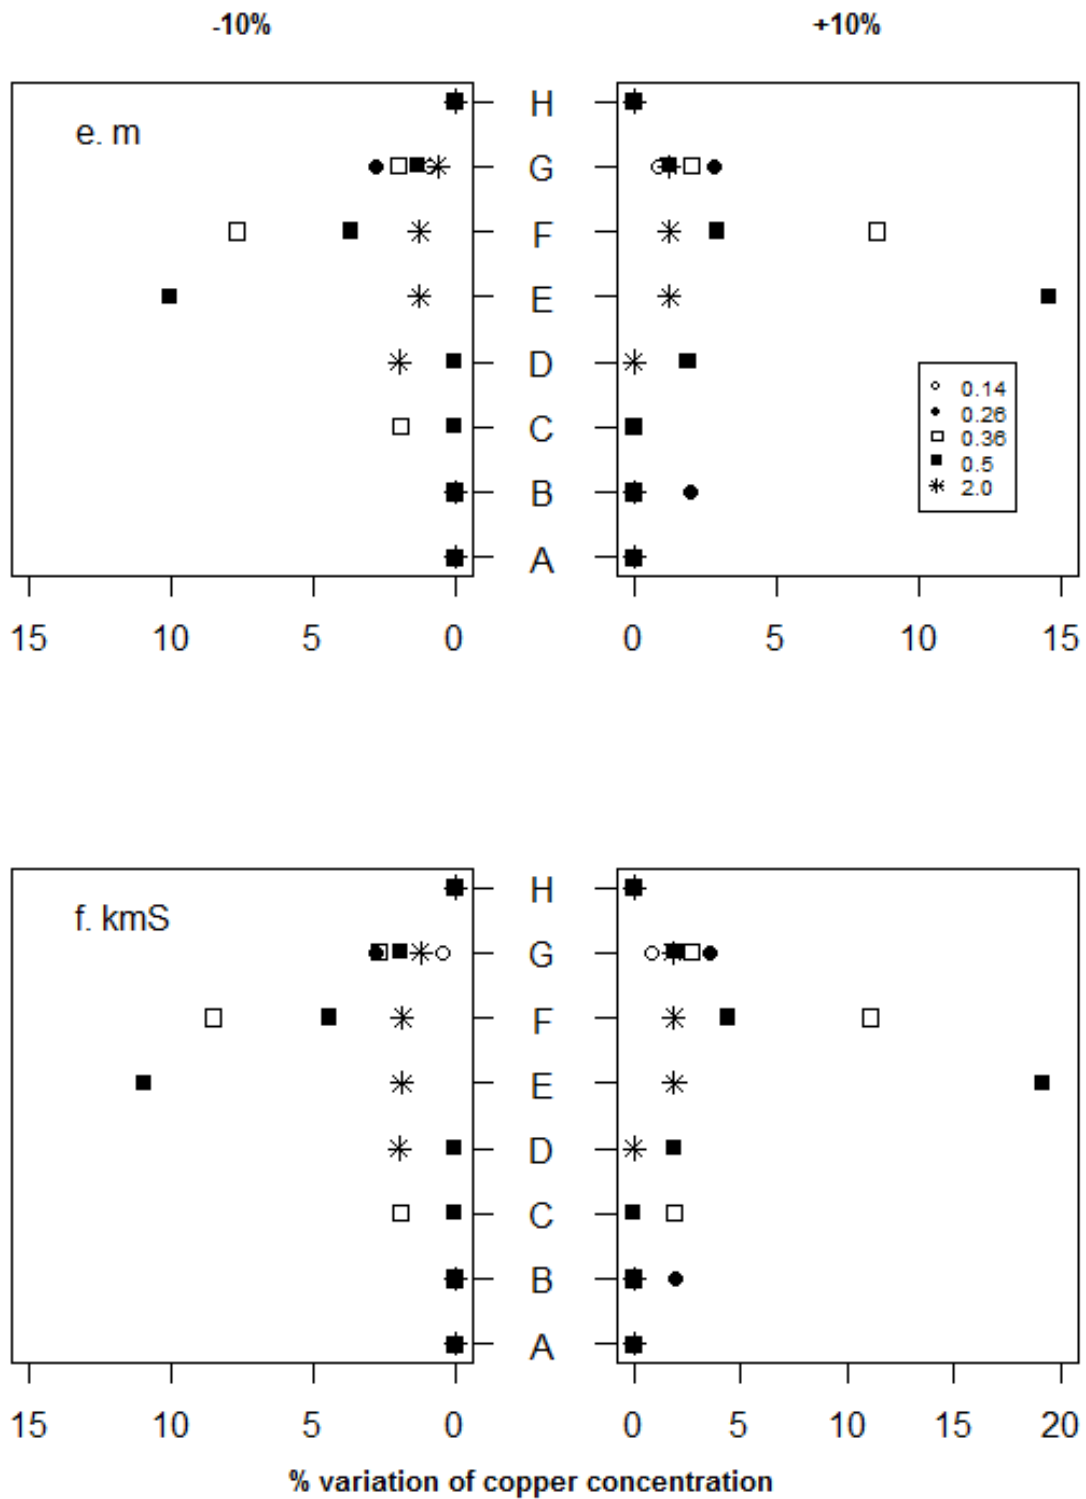 -10% +10%
e. m
H
G
F
E
D
C
B
A
0.14
0.26
0.36
0.5
2.0
15 10 5 0 0 5 10 15
f. kmS
H
G
F
E
D
C
B
A
15 10 5 0 0 5 10 15 20
% variation of copper concentration